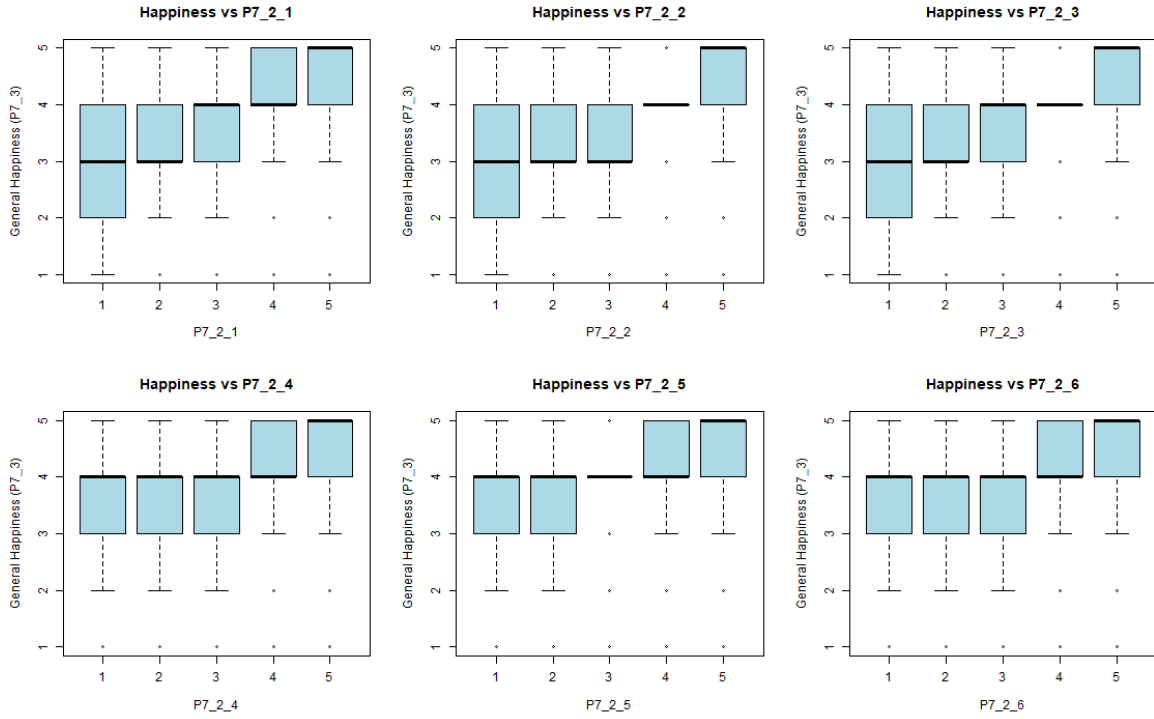 Happiness vs P7_2_1
General Happiness (P7_3)
5
4
3
2
1
1 2 3 4 5
P7_2_1
Happiness vs P7_2_2
General Happiness (P7_3)
5
4
3
2
1
1 2 3 4 5
P7_2_2
Happiness vs P7_2_3
General Happiness (P7_3)
5
4
3
2
1
1 2 3 4 5
P7_2_3
Happiness vs P7_2_4
General Happiness (P7_3)
5
4
3
2
1
1 2 3 4 5
P7_2_4
Happiness vs P7_2_5
General Happiness (P7_3)
5
4
3
2
1
1 2 3 4 5
P7_2_5
Happiness vs P7_2_6
General Happiness (P7_3)
5
4
3
2
1
1 2 3 4 5
P7_2_6